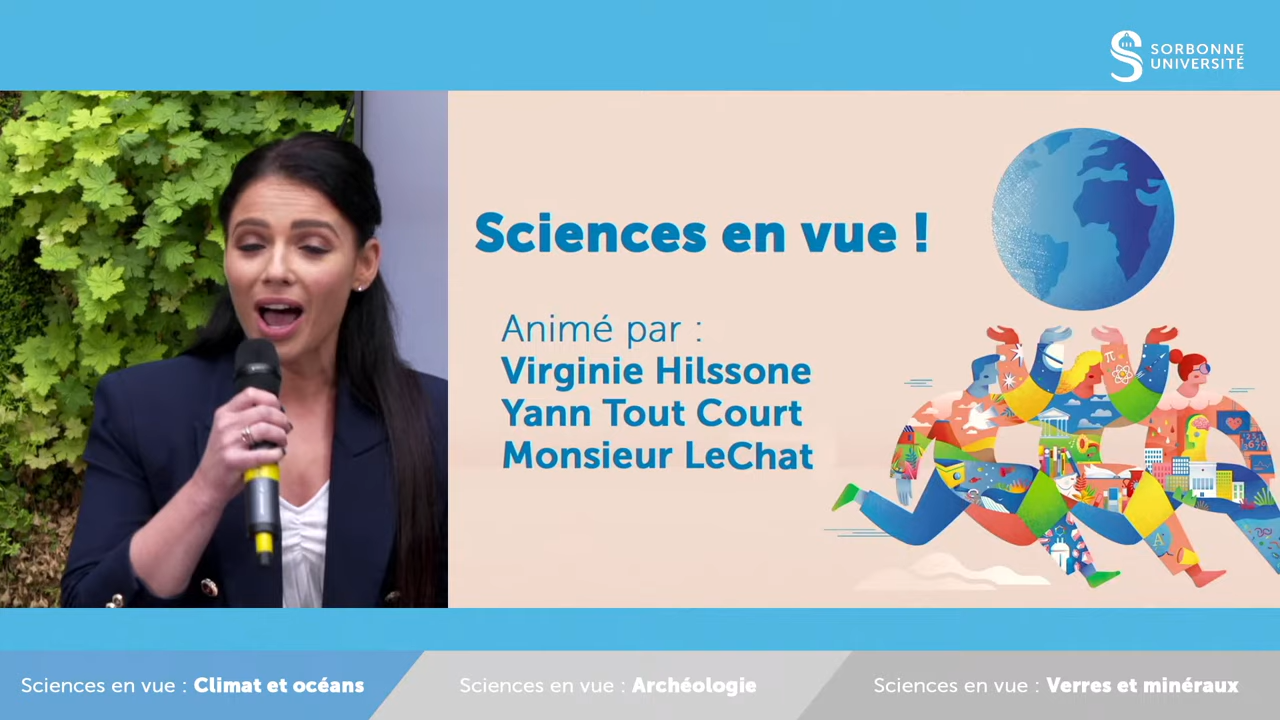 SORBONNE
UNIVERSITÉ
Sciences en vue !
Animé par :
Virginie Hilssone
Yann Tout Court
Monsieur LeChat
Sciences en vue : Climat et océans
Sciences en vue : Archéologie
Sciences en vue : Verres et minéraux